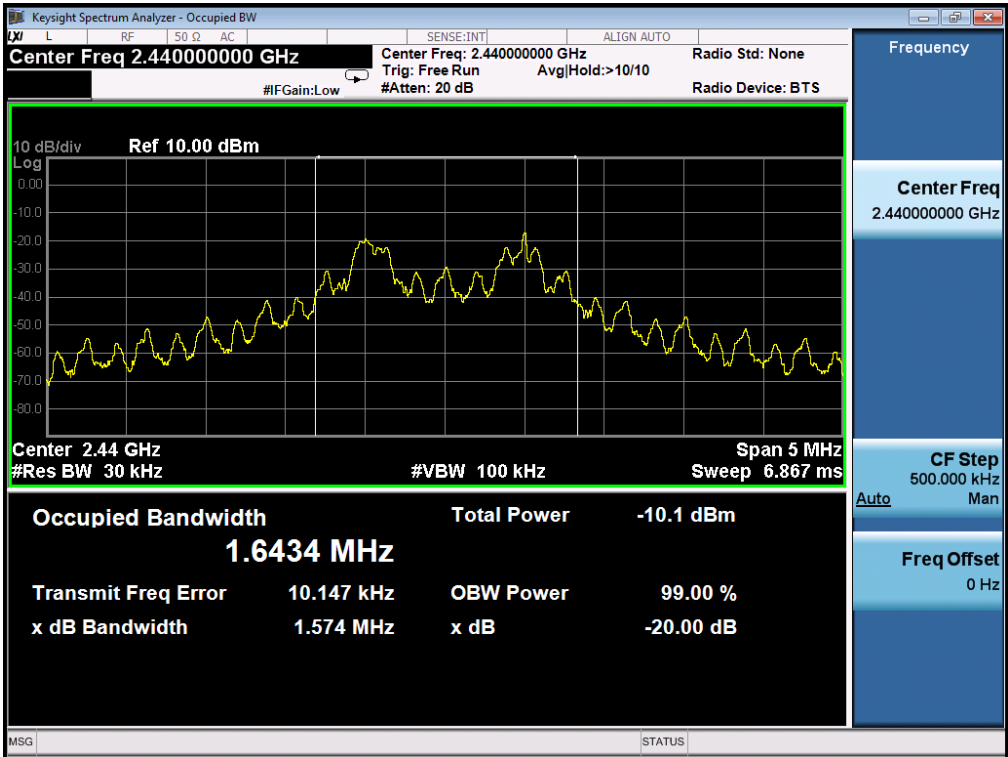 Keysight Spectrum Analyzer - Occupied BW
LXI L RF 50 Ω AC SENSE:INT ALIGN AUTO
Center Freq 2.440000000 GHz
Center Freq: 2.440000000 GHz
Radio Std: None
Trig: Free Run Avg|Hold:>10/10
#IFGain:Low
#Atten: 20 dB
Radio Device: BTS
10 dB/div Ref 10.00 dBm
Log
0.00
-10.0
-20.0
-30.0
-40.0
-50.0
-60.0
-70.0
-80.0
Center 2.44 GHz Span 5 MHz
#Res BW 30 kHz #VBW 100 kHz Sweep 6.867 ms
Occupied Bandwidth Total Power -10.1 dBm
1.6434 MHz
Transmit Freq Error 10.147 kHz OBW Power 99.00 %
x dB Bandwidth 1.574 MHz x dB -20.00 dB
MSG STATUS
Frequency
Center Freq
2.440000000 GHz
CF Step
500.000 kHz
Auto Man
Freq Offset
0 Hz